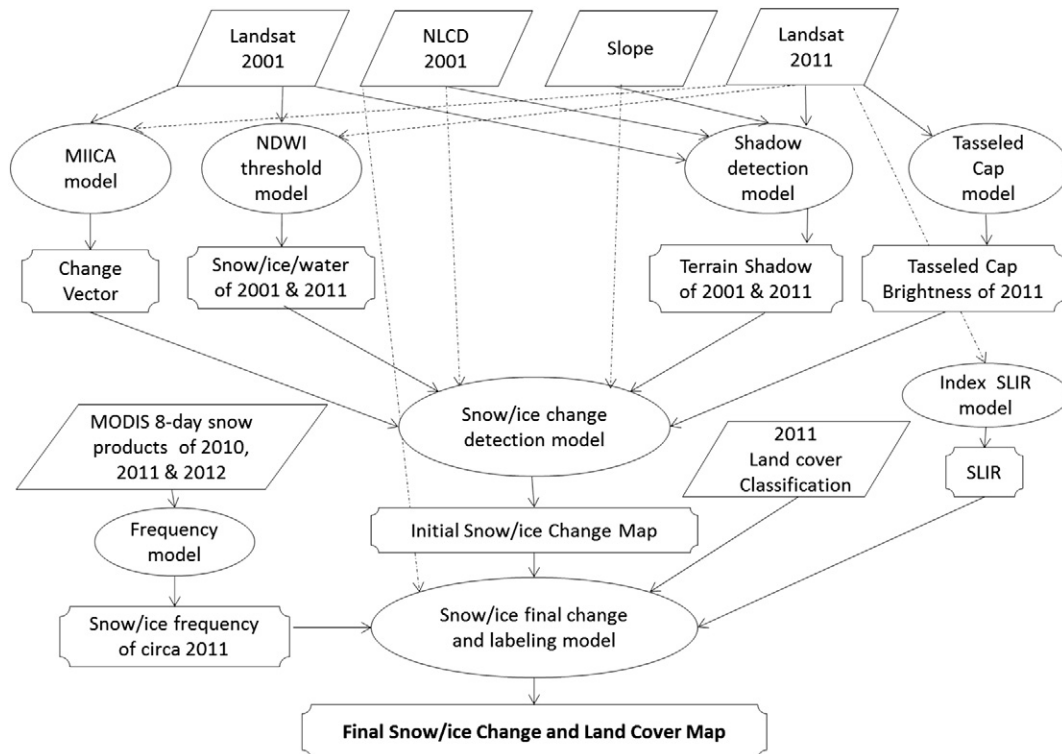 Landsat
2001
NLCD
2001
Slope
Landsat
2011
MIICA
model
NDWI
threshold
model
Shadow
detection
model
Tasseled
Cap
model
Change
Vector
Snow/ice/water
of 2001 & 2011
Terrain Shadow
of 2001 & 2011
Tasseled Cap
Brightness of 2011
Snow/ice change
detection model
Index SLIR
model
MODIS 8-day snow
products of 2010,
2011 & 2012
2011
Land cover
Classification
SLIR
Frequency
model
Initial Snow/ice Change Map
Snow/ice frequency
of circa 2011
Snow/ice final change
and labeling model
Final Snow/ice Change and Land Cover Map